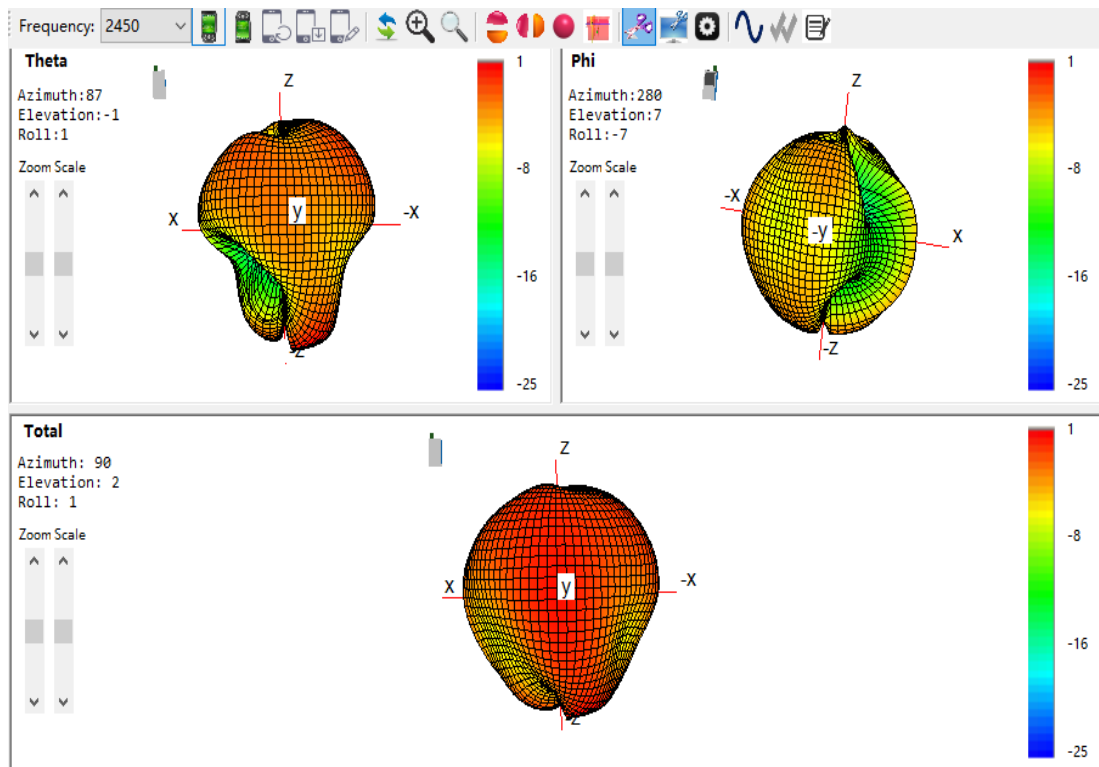 Frequency: 2450
Theta
Azimuth:87
Elevation:-1
Roll:1
Zoom Scale
Z
X
y
-X
-Z
1
-8
-16
-25
Phi
Azimuth:280
Elevation:7
Roll:-7
Zoom Scale
Z
-X
-y
X
-Z
1
-8
-16
-25
Total
Azimuth: 90
Elevation: 2
Roll: 1
Zoom Scale
Z
X
y
-X
-Z
1
-8
-16
-25